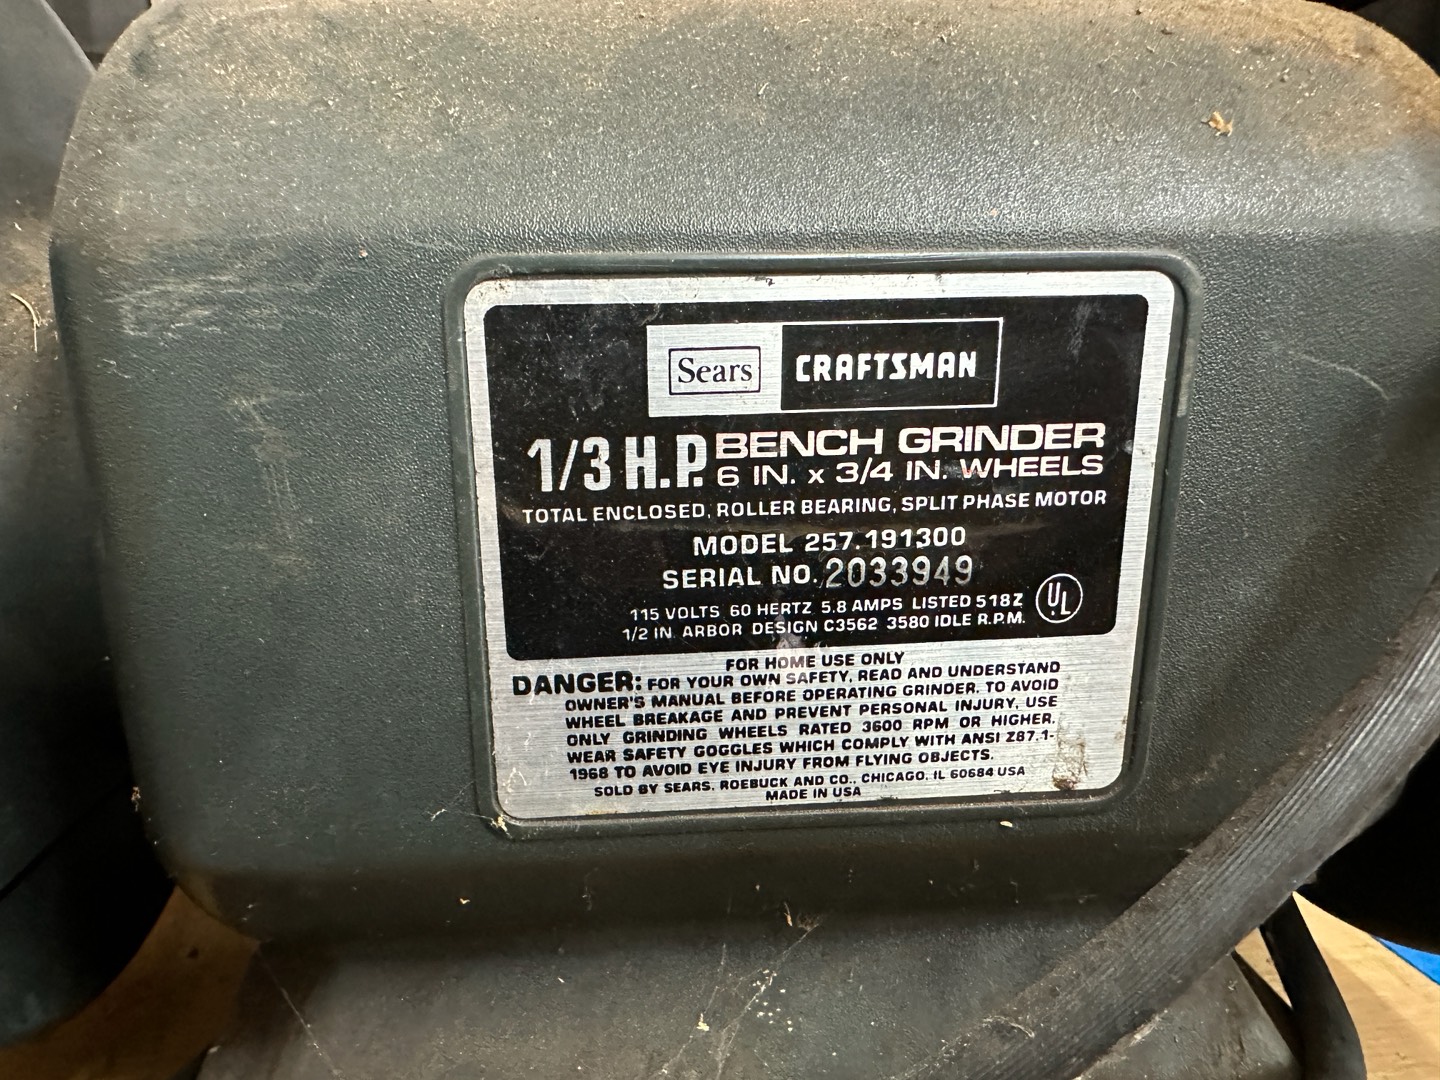 Sears CRAFTSMAN
1/3 H.P. BENCH GRINDER
6 IN. x 3/4 IN. WHEELS
TOTAL ENCLOSED, ROLLER BEARING, SPLIT PHASE MOTOR
MODEL 257.191300
SERIAL NO. 2033949
115 VOLTS 60 HERTZ 5.8 AMPS LISTED 518Z
UL
1/2 IN. ARBOR DESIGN C3562 3580 IDLE R.P.M.
FOR HOME USE ONLY
DANGER: FOR YOUR OWN SAFETY, READ AND UNDERSTAND
OWNER'S MANUAL BEFORE OPERATING GRINDER. TO AVOID
WHEEL BREAKAGE AND PREVENT PERSONAL INJURY, USE
ONLY GRINDING WHEELS RATED 3600 RPM OR HIGHER.
WEAR SAFETY GOGGLES WHICH COMPLY WITH ANSI Z87.1-
1968 TO AVOID EYE INJURY FROM FLYING OBJECTS.
SOLD BY SEARS, ROEBUCK AND CO., CHICAGO, IL 60684 USA
MADE IN USA